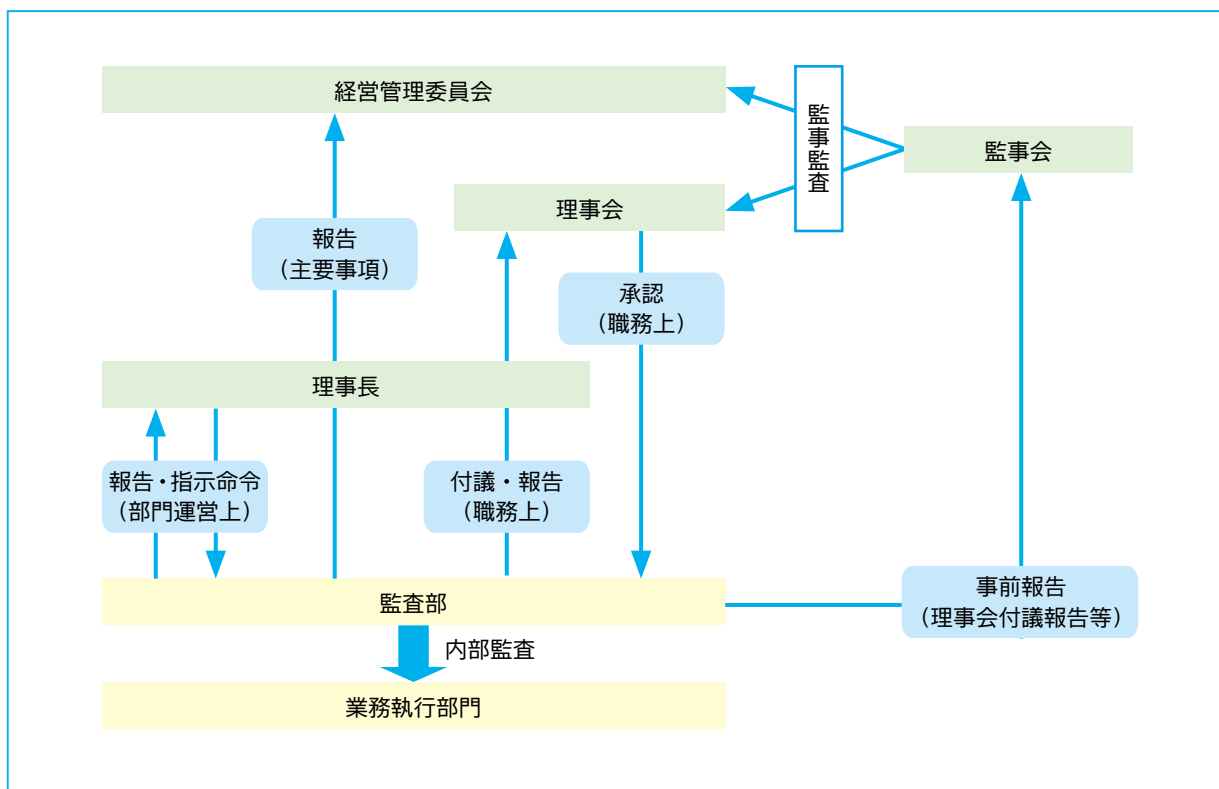 経営管理委員会
監事監査
監事会
理事会
報告
（主要事項）
承認
（職務上）
理事長
報告・指示命令
（部門運営上）
付議・報告
（職務上）
監査部
事前報告
（理事会付議報告等）
内部監査
業務執行部門